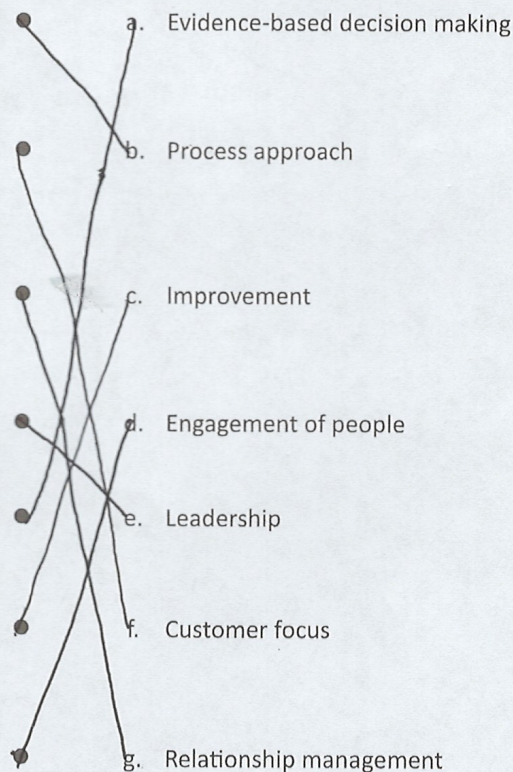 a. Evidence-based decision making
b. Process approach
c. Improvement
d. Engagement of people
e. Leadership
f. Customer focus
g. Relationship management